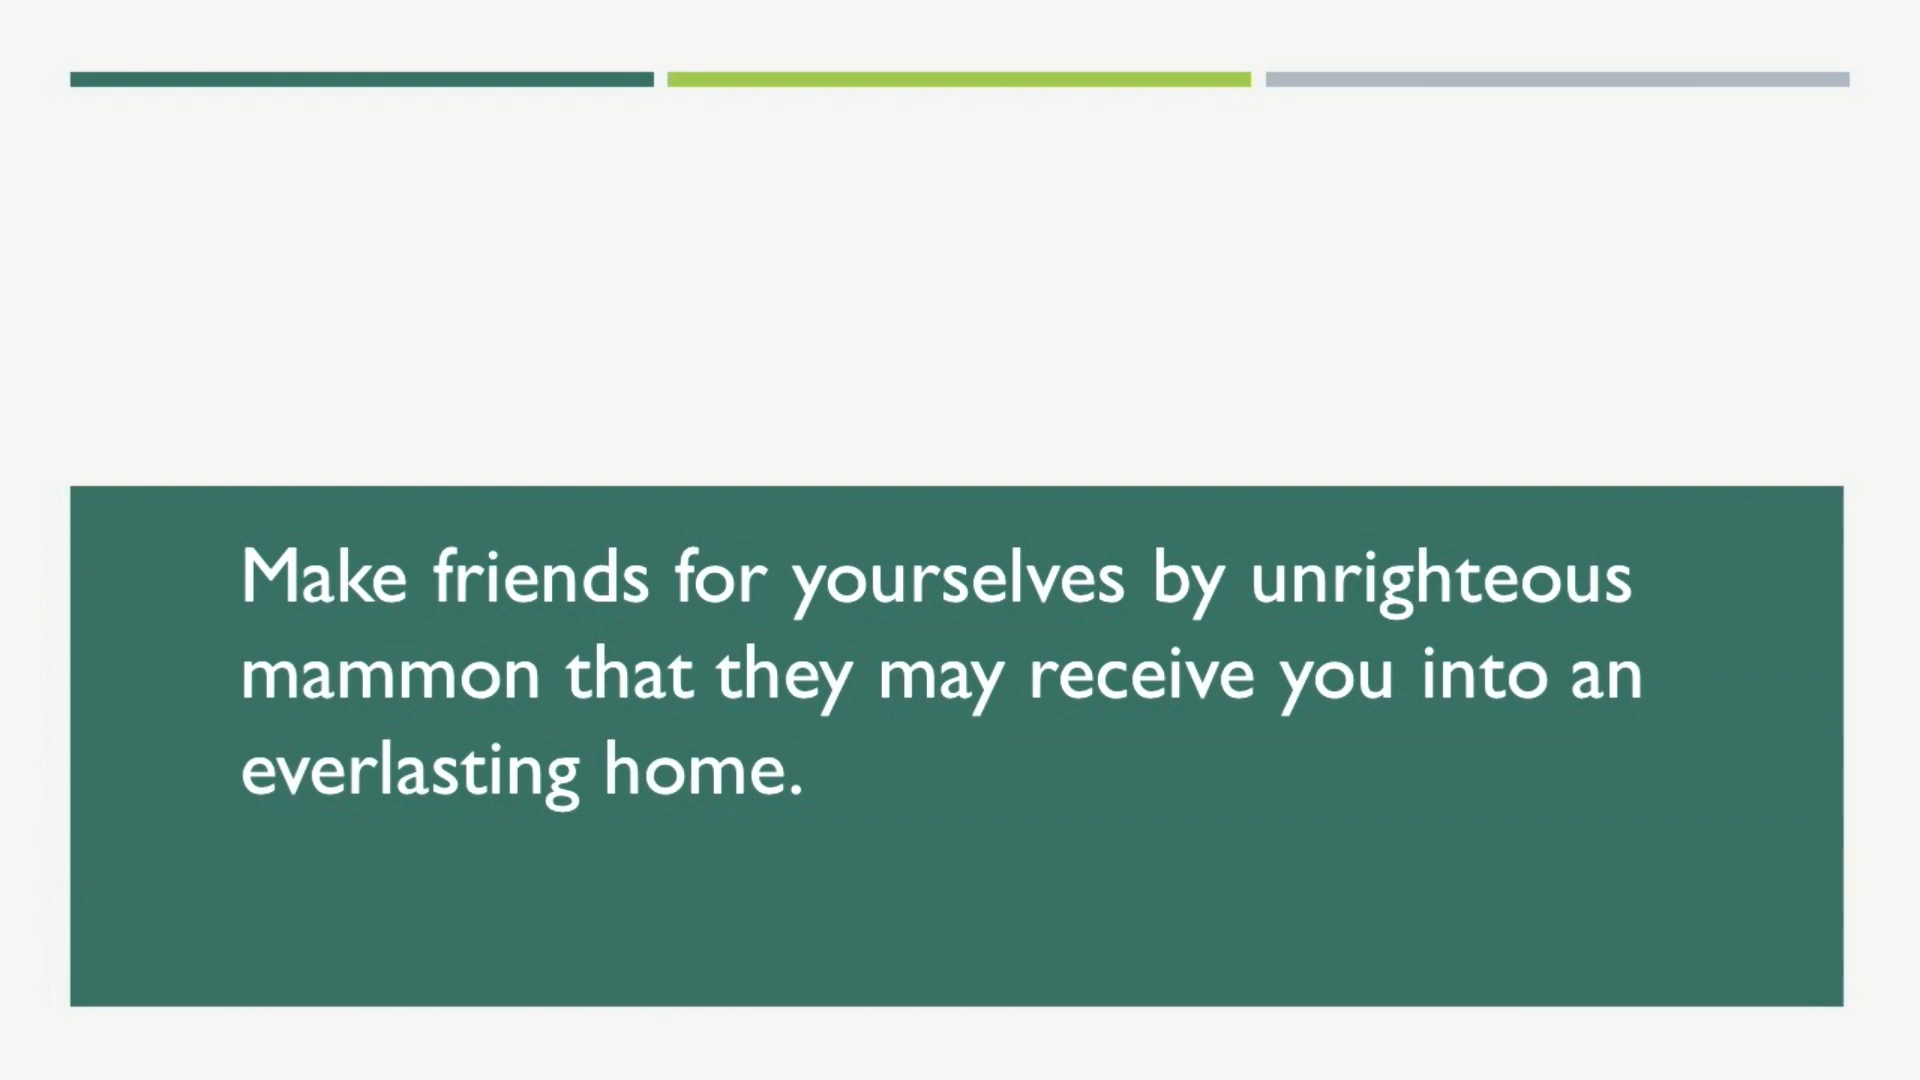 Make friends for yourselves by unrighteous
mammon that they may receive you into an
everlasting home.